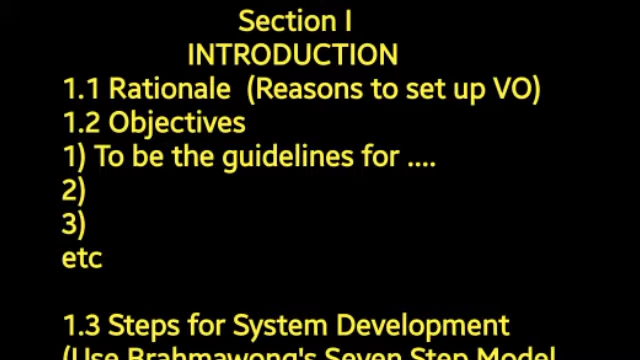 Section I
INTRODUCTION
1.1 Rationale (Reasons to set up VO)
1.2 Objectives
1) To be the guidelines for ....
2)
3)
etc
1.3 Steps for System Development
(Use Brahmawong's Seven Step Model